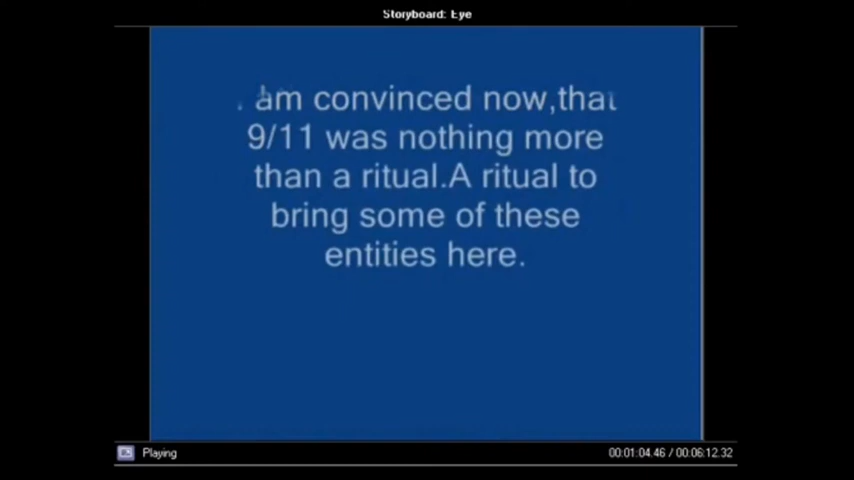 Storyboard: Eye
I am convinced now,that
9/11 was nothing more
than a ritual.A ritual to
bring some of these
entities here.
Playing
00:01:04.46 / 00:06:12.32